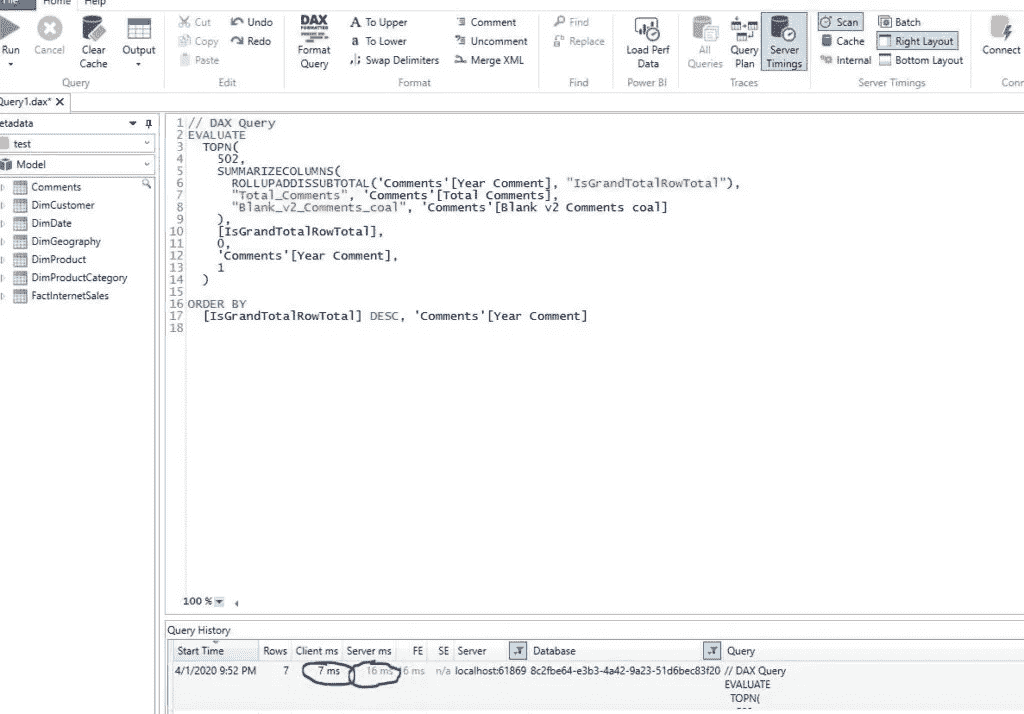 File Home Help
Run Cancel Clear Cache Output
Query
Cut Undo
Copy Redo
Paste
Edit
DAX FORMATTER
Format Query
To Upper Comment
To Lower Uncomment
Swap Delimiters Merge XML
Format
Find
Replace
Find
Load Perf Data
Power BI
All Queries Query Plan Server Timings
Traces
Scan Batch
Cache Right Layout
Internal Bottom Layout
Server Timings
Connect
Conn
Query1.dax*
etadata
test
Model
Comments
DimCustomer
DimDate
DimGeography
DimProduct
DimProductCategory
FactInternetSales
1 // DAX Query
2 EVALUATE
3 TOPN(
4 502,
5 SUMMARIZECOLUMNS(
6 ROLLUPADDISSUBTOTAL('Comments'[Year Comment], "IsGrandTotalRowTotal"),
7 "Total_Comments", 'Comments'[Total Comments],
8 "Blank_v2_Comments_coal", 'Comments'[Blank v2 Comments coal]
9 ),
10 [IsGrandTotalRowTotal],
11 0,
12 'Comments'[Year Comment],
13 1
14 )
15
16 ORDER BY
17 [IsGrandTotalRowTotal] DESC, 'Comments'[Year Comment]
18
100 %
Query History
Start Time Rows Client ms Server ms FE SE Server Database Query
4/1/2020 9:52 PM 7 7 ms 16 ms 6 ms n/a localhost:61869 8c2fbe64-e3b3-4a42-9a23-51d6bec83f20 // DAX Query
EVALUATE
TOPN(